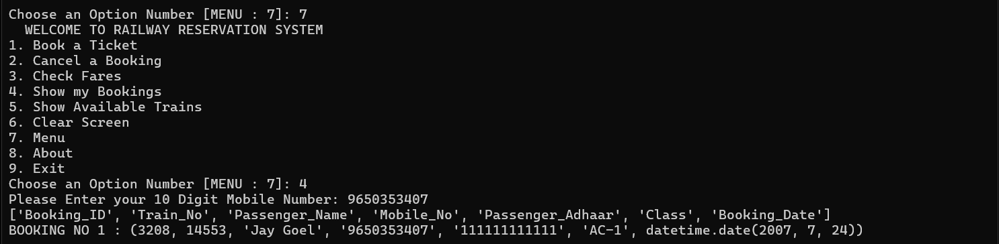 Choose an Option Number [MENU : 7]: 7
WELCOME TO RAILWAY RESERVATION SYSTEM
1. Book a Ticket
2. Cancel a Booking
3. Check Fares
4. Show my Bookings
5. Show Available Trains
6. Clear Screen
7. Menu
8. About
9. Exit
Choose an Option Number [MENU : 7]: 4
Please Enter your 10 Digit Mobile Number: 9650353407
['Booking_ID', 'Train_No', 'Passenger_Name', 'Mobile_No', 'Passenger_Adhaar', 'Class', 'Booking_Date']
BOOKING NO 1 : (3208, 14553, 'Jay Goel', '9650353407', '111111111111', 'AC-1', datetime.date(2007, 7, 24))